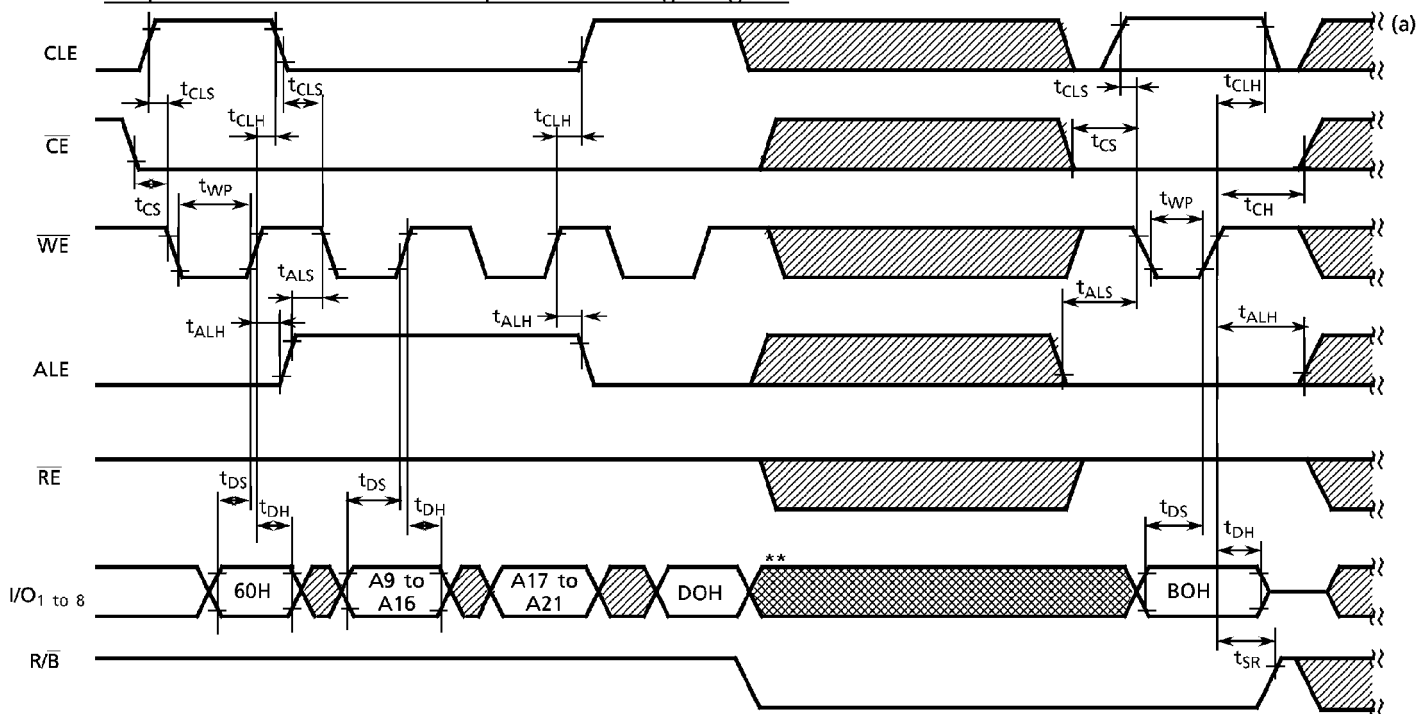 (a)
CLE
tCLS
tCLS
tCLS
tCLH
tCLH
tCLH
CE
tCS
tCS
tWP
tWP
tCH
WE
tALS
tALS
tALH
tALH
tALH
ALE
RE
tDS
tDS
tDH
tDH
tDS
tDH
**
I/O1 to 8
60H
A9 to
A16
A17 to
A21
DOH
BOH
R/B
tSR